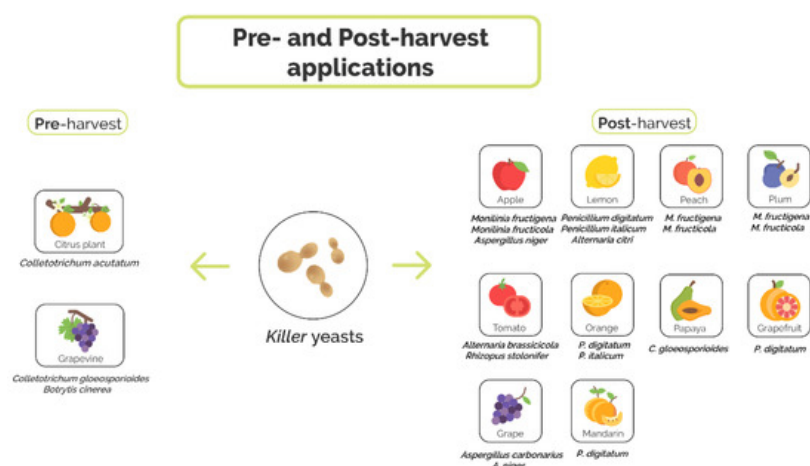 Pre- and Post-harvest
applications
Pre-harvest
Citrus plant
Colletotrichum acutatum
Grapevine
Colletotrichum gloeosporioides
Botrytis cinerea
Killer yeasts
Post-harvest
Apple
Monilinia fructigena
Monilinia fructicola
Aspergillus niger
Lemon
Penicillium digitatum
Penicillium italicum
Alternaria citri
Peach
M. fructigena
M. fructicola
Plum
M. fructigena
M. fructicola
Tomato
Alternaria brassicicola
Rhizopus stolonifer
Orange
P. digitatum
P. italicum
Papaya
C. gloeosporioides
Grapefruit
P. digitatum
Grape
Aspergillus carbonarius
A. niger
Mandarin
P. digitatum